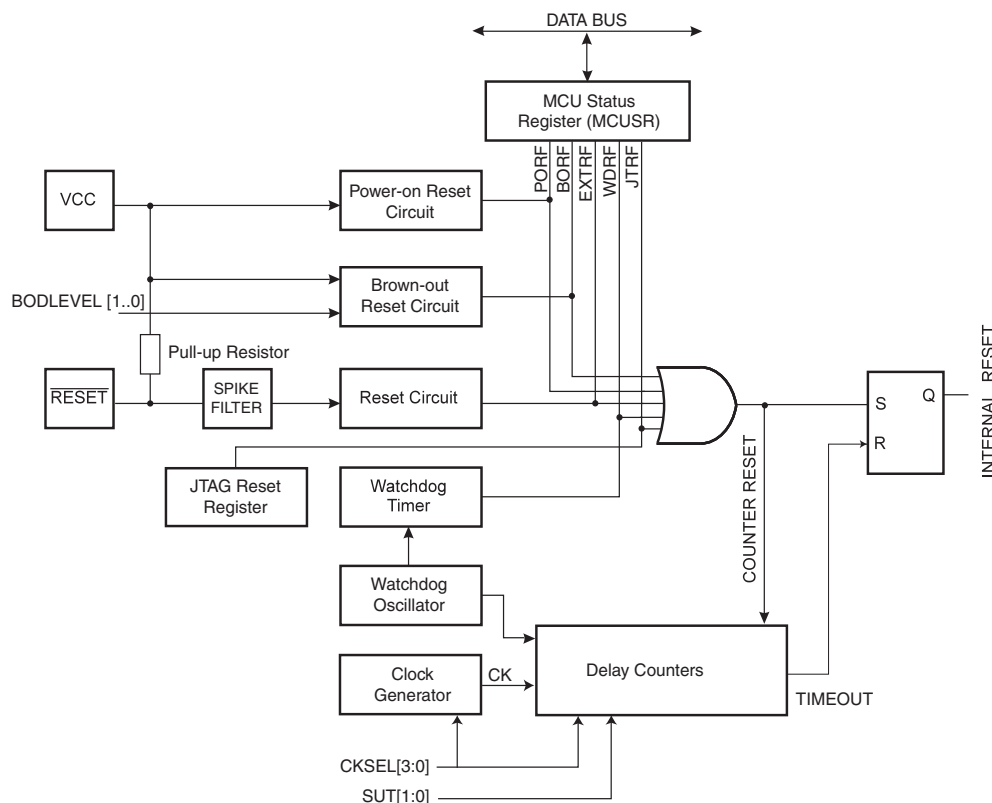 DATA BUS
MCU Status
Register (MCUSR)
PORF
BORF
EXTRF
WDRF
JTRF
VCC
Power-on Reset
Circuit
Brown-out
Reset Circuit
BODLEVEL [1..0]
Pull-up Resistor
RESET
SPIKE
FILTER
Reset Circuit
JTAG Reset
Register
Watchdog
Timer
S
Q
R
INTERNAL RESET
COUNTER RESET
Watchdog
Oscillator
Clock
Generator
CK
Delay Counters
TIMEOUT
CKSEL[3:0]
SUT[1:0]